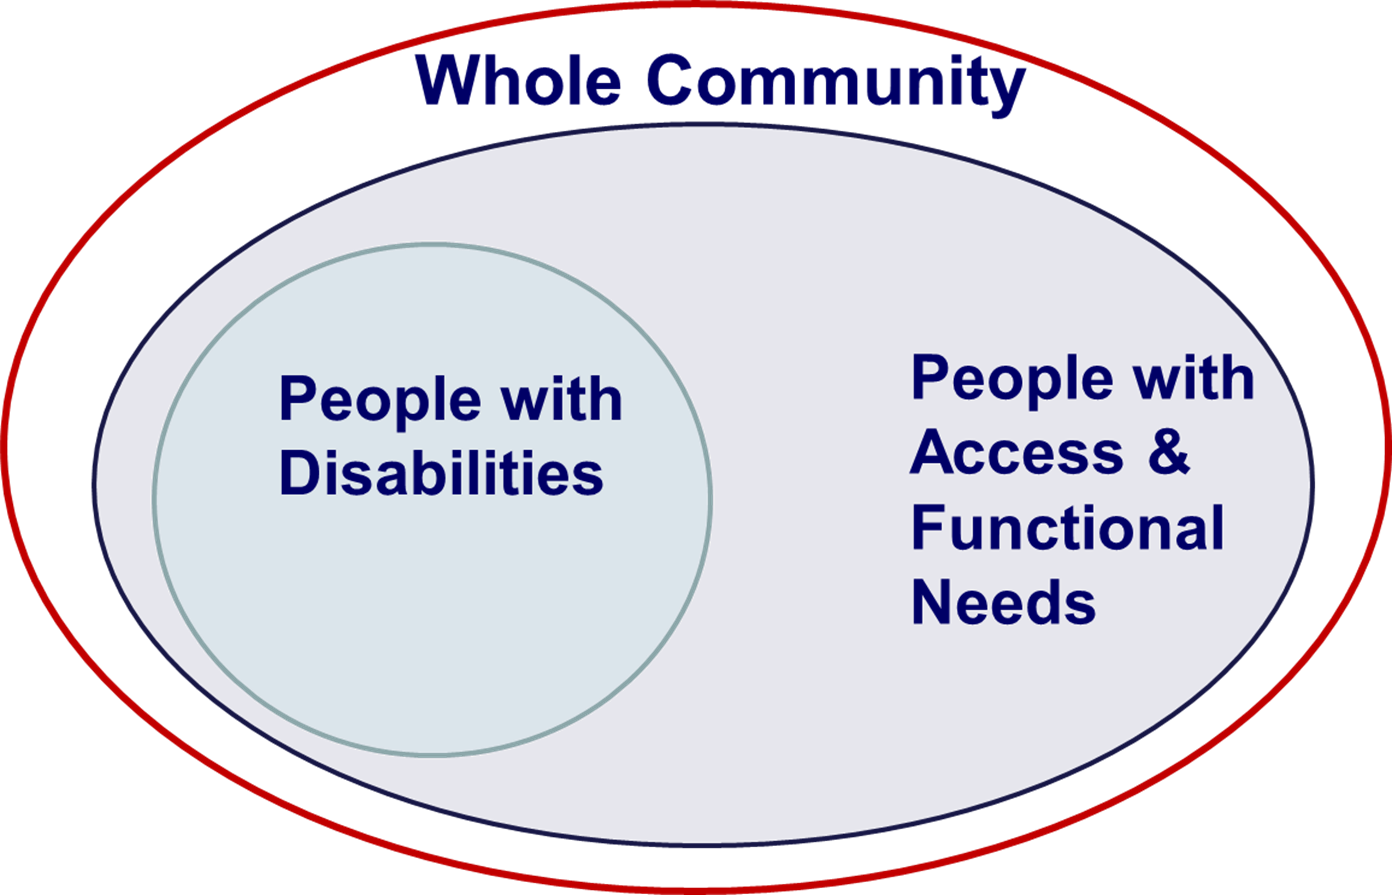 Whole Community
People with
Disabilities
People with
Access &
Functional
Needs